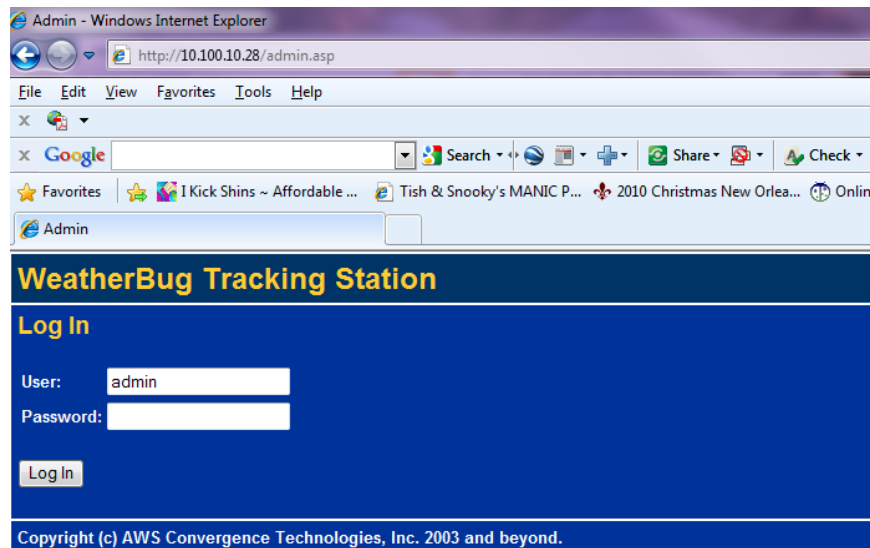 Admin - Windows Internet Explorer
http://10.100.10.28/admin.asp
File Edit View Favorites Tools Help
x
x Google Search Share Check
Favorites I Kick Shins ~ Affordable ... Tish & Snooky's MANIC P... 2010 Christmas New Orlea... Onlin
Admin
WeatherBug Tracking Station
Log In
User: admin
Password:
Log In
Copyright (c) AWS Convergence Technologies, Inc. 2003 and beyond.